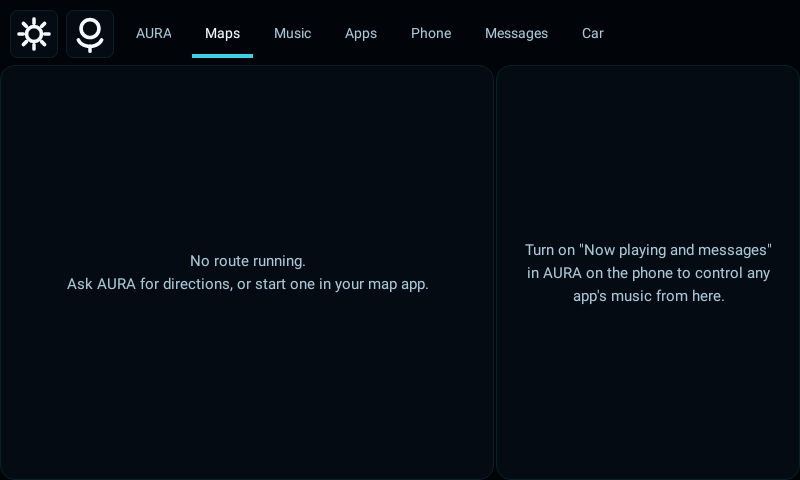 AURA
Maps
Music
Apps
Phone
Messages
Car
No route running.
Ask AURA for directions, or start one in your map app.
Turn on "Now playing and messages"
in AURA on the phone to control any
app's music from here.